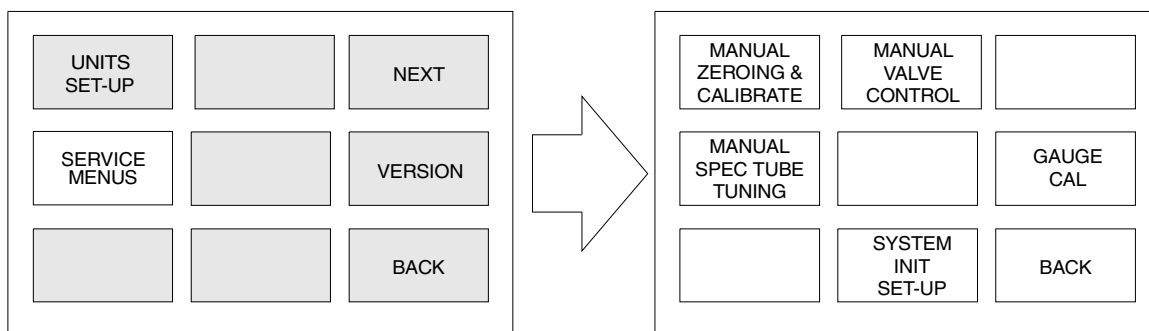 UNITS
SET-UP
NEXT
SERVICE
MENUS
VERSION
BACK
MANUAL
ZEROING &
CALIBRATE
MANUAL
VALVE
CONTROL
MANUAL
SPEC TUBE
TUNING
GAUGE
CAL
SYSTEM
INIT
SET-UP
BACK